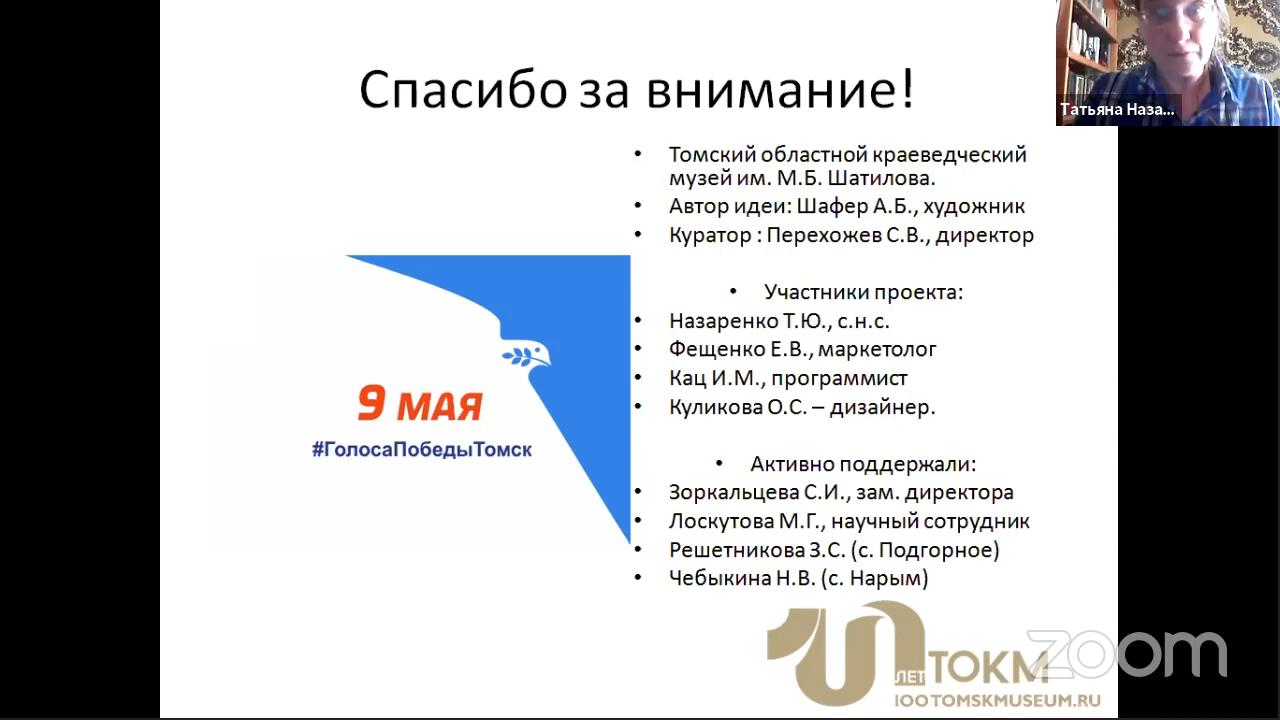 Спасибо за внимание!
Татьяна Наза...
• Томский областной краеведческий
музей им. М.Б. Шатилова.
• Автор идеи: Шафер А.Б., художник
• Куратор : Перехожев С.В., директор
• Участники проекта:
• Назаренко Т.Ю., с.н.с.
• Фещенко Е.В., маркетолог
• Кац И.М., программист
• Куликова О.С. – дизайнер.
• Активно поддержали:
• Зоркальцева С.И., зам. директора
• Лоскутова М.Г., научный сотрудник
• Решетникова З.С. (с. Подгорное)
• Чебыкина Н.В. (с. Нарым)
9 МАЯ
#ГолосаПобедыТомск
100 ЛЕТ ТОКМ
100TOMSKMUSEUM.RU
zoom